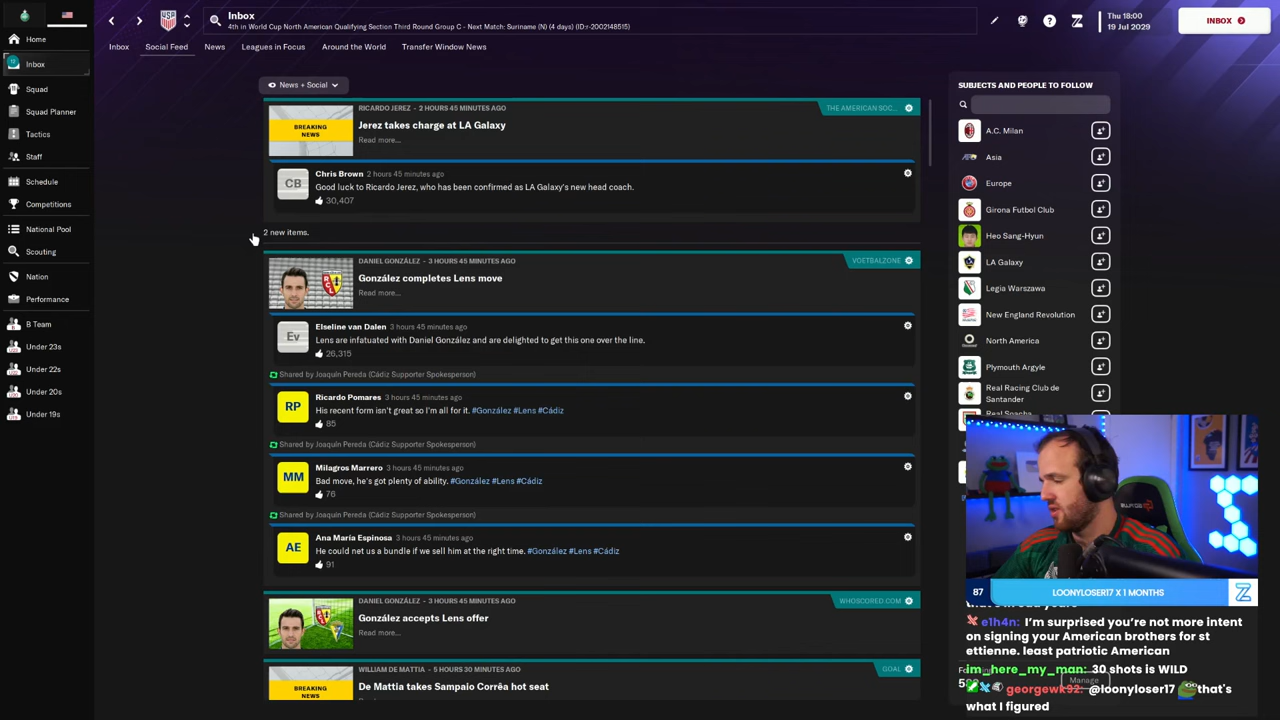 Inbox
4th in World Cup North American Qualifying Section Third Round Group C - Next Match: Suriname (N) (4 days) (ID:r-2002148515)
Thu 18:00
19 Jul 2029
INBOX
Home
Inbox
Squad
Squad Planner
Tactics
Staff
Schedule
Competitions
National Pool
Scouting
Nation
Performance
B Team
Under 23s
Under 22s
Under 20s
Under 19s
Inbox
Social Feed
News
Leagues in Focus
Around the World
Transfer Window News
News + Social
RICARDO JEREZ - 2 HOURS 45 MINUTES AGO
THE AMERICAN SOC...
BREAKING
NEWS
Jerez takes charge at LA Galaxy
Read more...
CB
Chris Brown 2 hours 45 minutes ago
Good luck to Ricardo Jerez, who has been confirmed as LA Galaxy's new head coach.
30,407
2 new items.
DANIEL GONZÁLEZ - 3 HOURS 45 MINUTES AGO
VOETBALZONE
González completes Lens move
Read more...
Ev
Elseline van Dalen 3 hours 45 minutes ago
Lens are infatuated with Daniel González and are delighted to get this one over the line.
26,315
Shared by Joaquín Pereda (Cádiz Supporter Spokesperson)
RP
Ricardo Pomares 3 hours 45 minutes ago
His recent form isn't great so I'm all for it. #González #Lens #Cádiz
85
Shared by Joaquín Pereda (Cádiz Supporter Spokesperson)
MM
Milagros Marrero 3 hours 45 minutes ago
Bad move, he's got plenty of ability. #González #Lens #Cádiz
76
Shared by Joaquín Pereda (Cádiz Supporter Spokesperson)
AE
Ana María Espinosa 3 hours 45 minutes ago
He could net us a bundle if we sell him at the right time. #González #Lens #Cádiz
91
DANIEL GONZÁLEZ - 3 HOURS 45 MINUTES AGO
WHOSCORED.COM
González accepts Lens offer
Read more...
WILLIAM DE MATTIA - 5 HOURS 30 MINUTES AGO
GOAL
BREAKING
NEWS
De Mattia takes Sampaio Corrêa hot seat
SUBJECTS AND PEOPLE TO FOLLOW
A.C. Milan
Asia
Europe
Girona Futbol Club
Heo Sang-Hyun
LA Galaxy
Legia Warszawa
New England Revolution
North America
Plymouth Argyle
Real Racing Club de
Santander
Manage
87
LOONYLOSER17 X 1 MONTHS
e1h4n: I'm surprised you're not more intent
on signing your American brothers for st
ettienne. least patriotic American
im_here_my_man: 30 shots is WILD
georgewk92: @loonyloser17 that's
what I figured